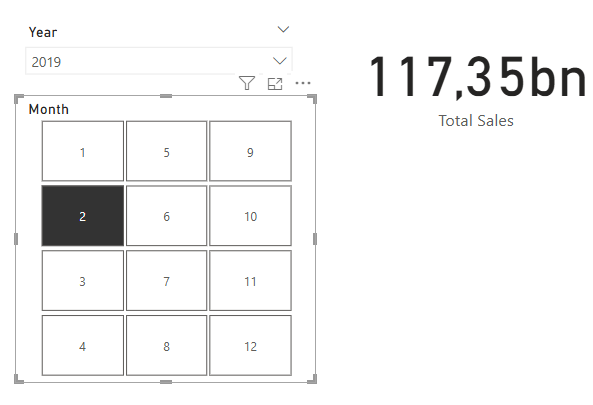 Year
2019
117,35bn
Total Sales
Month
1 5 9
2 6 10
3 7 11
4 8 12